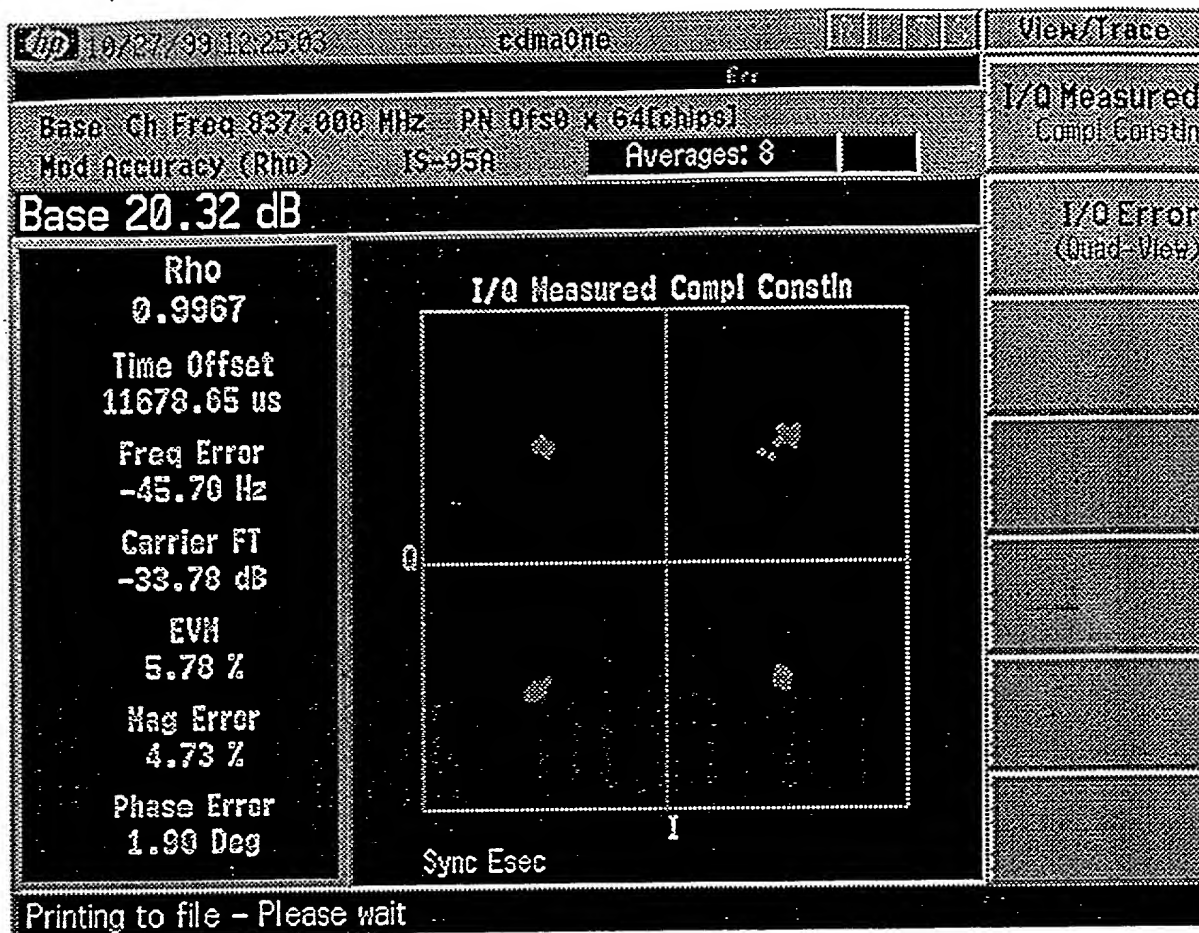 hp 10/27/99 12:25:03 cdmaOne
View/Trace
Err
Base Ch Freq 837.000 MHz PN Ofs0 x 64[chips]
Mod Accuracy (Rho) IS-95A Averages: 8
I/Q Measured
Compl Constln
Base 20.32 dB
I/Q Error
(Quad-View)
Rho
0.9967
Time Offset
11678.65 us
Freq Error
-45.70 Hz
Carrier FT
-33.78 dB
EVM
5.78 %
Mag Error
4.73 %
Phase Error
1.90 Deg
I/Q Measured Compl Constln
Q
I
Sync Esec
Printing to file - Please wait